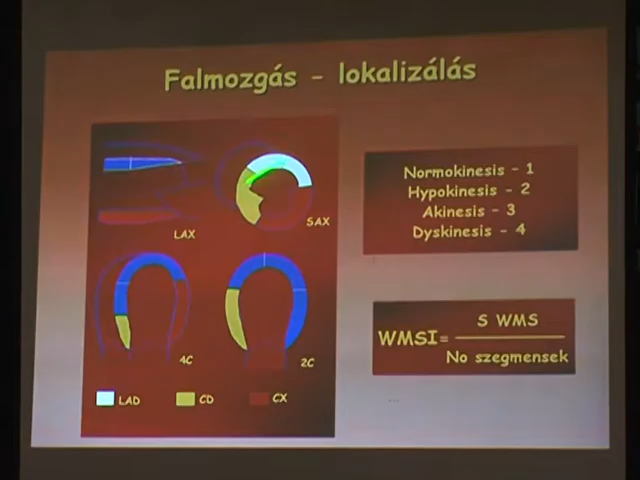 Falmozgás - lokalizálás
LAX
SAX
4C
2C
LAD
CD
CX
Normokinesis - 1
Hypokinesis - 2
Akinesis - 3
Dyskinesis - 4
WMSI= S WMS
No szegmensek